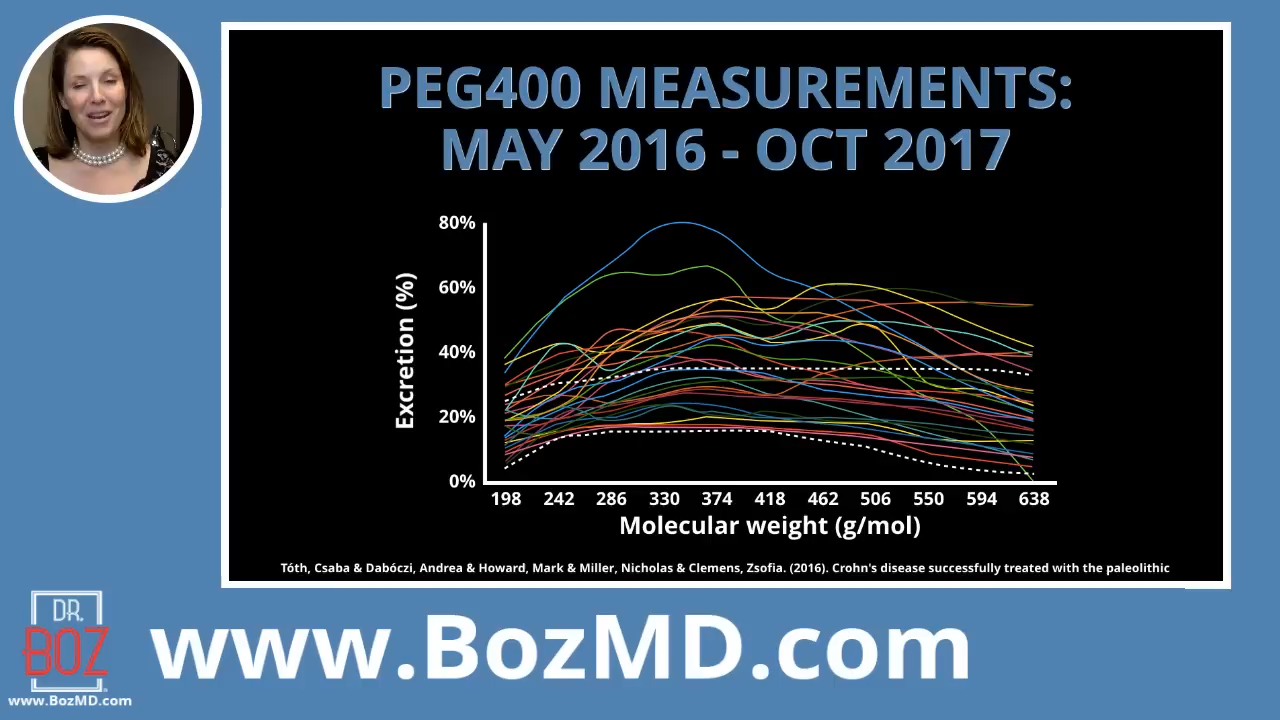 PEG400 MEASUREMENTS:
MAY 2016 - OCT 2017
80%
60%
40%
20%
0%
Excretion (%)
198 242 286 330 374 418 462 506 550 594 638
Molecular weight (g/mol)
Tóth, Csaba & Dabóczi, Andrea & Howard, Mark & Miller, Nicholas & Clemens, Zsofia. (2016). Crohn's disease successfully treated with the paleolithic
DR.
BOZ
www.BozMD.com
www.BozMD.com